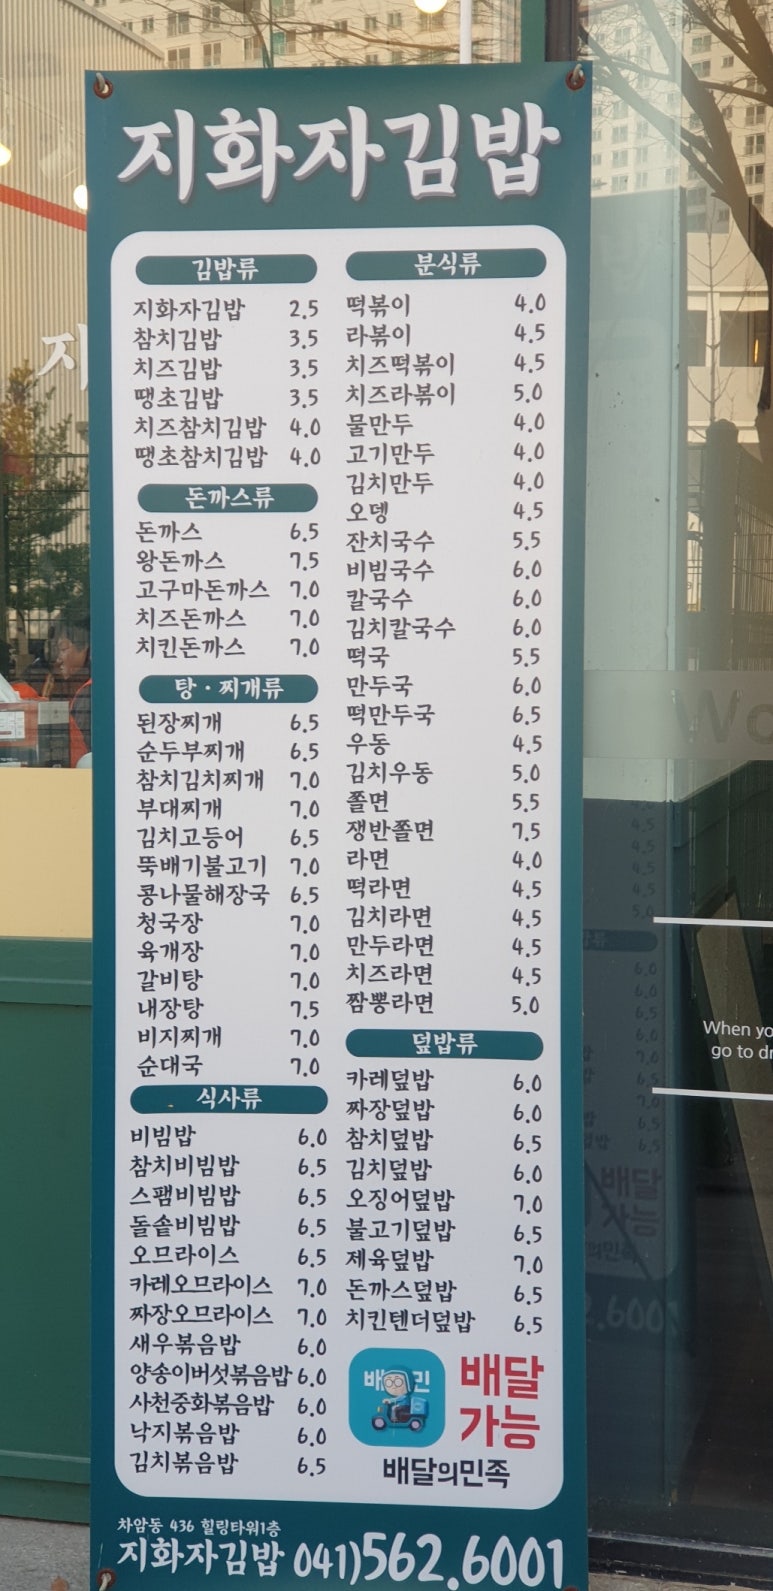 지화자김밥
김밥류
지화자김밥 2.5
참치김밥 3.5
치즈김밥 3.5
땡초김밥 3.5
치즈참치김밥 4.0
땡초참치김밥 4.0
돈까스류
돈까스 6.5
왕돈까스 7.5
고구마돈까스 7.0
치즈돈까스 7.0
치킨돈까스 7.0
탕·찌개류
된장찌개 6.5
순두부찌개 6.5
참치김치찌개 7.0
부대찌개 7.0
김치고등어 6.5
뚝배기불고기 7.0
콩나물해장국 6.5
청국장 7.0
육개장 7.0
갈비탕 7.0
내장탕 7.5
비지찌개 7.0
순대국 7.0
식사류
비빔밥 6.0
참치비빔밥 6.5
스팸비빔밥 6.5
돌솥비빔밥 6.5
오므라이스 6.5
카레오므라이스 7.0
짜장오므라이스 7.0
새우볶음밥 6.0
양송이버섯볶음밥 6.0
사천중화볶음밥 6.0
낙지볶음밥 6.0
김치볶음밥 6.5
분식류
떡볶이 4.0
라볶이 4.5
치즈떡볶이 4.5
치즈라볶이 5.0
물만두 4.0
고기만두 4.0
김치만두 4.0
오뎅 4.5
잔치국수 5.5
비빔국수 6.0
칼국수 6.0
김치칼국수 6.0
떡국 5.5
만두국 6.0
떡만두국 6.5
우동 4.5
김치우동 5.0
쫄면 5.5
쟁반쫄면 7.5
라면 4.0
떡라면 4.5
김치라면 4.5
만두라면 4.5
치즈라면 4.5
짬뽕라면 5.0
덮밥류
카레덮밥 6.0
짜장덮밥 6.0
참치덮밥 6.5
김치덮밥 6.0
오징어덮밥 7.0
불고기덮밥 6.5
제육덮밥 7.0
돈까스덮밥 6.5
치킨텐더덮밥 6.5
배달
가능
배달의민족
차암동 436 힐링타워1층
지화자김밥 041)562.6001
When yo
go to dr